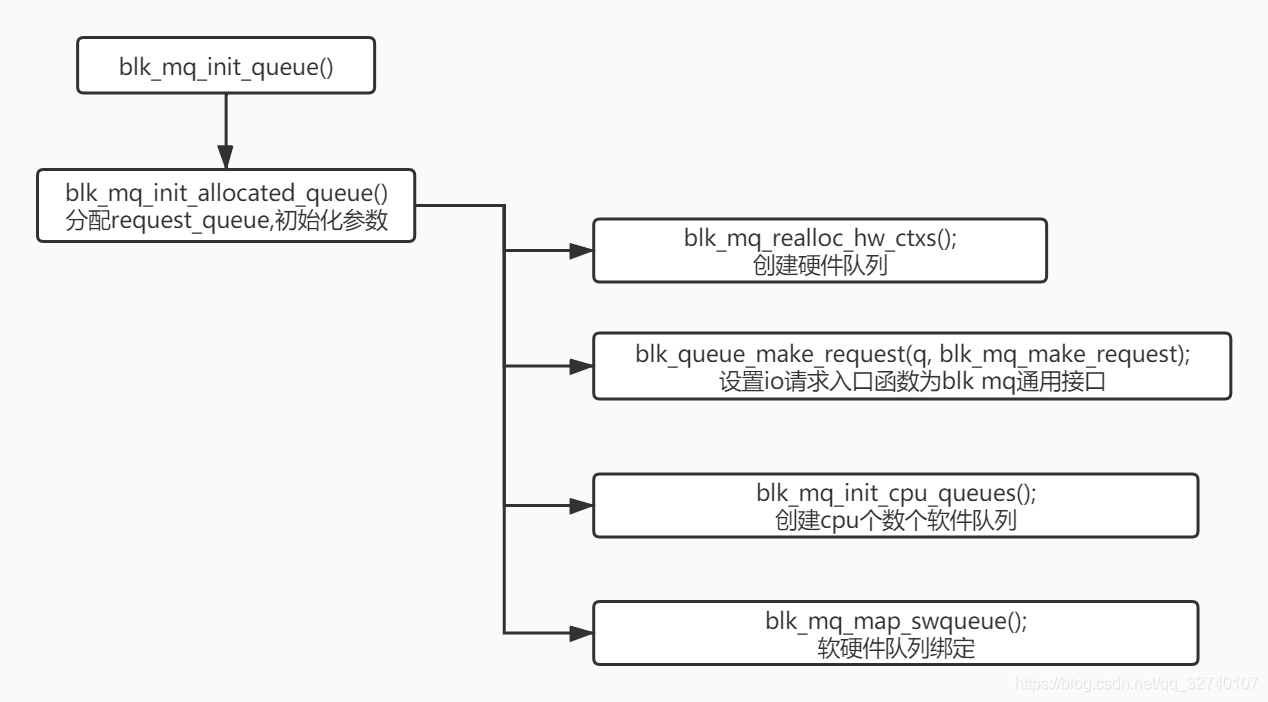 blk_mq_init_queue()
blk_mq_init_allocated_queue()
分配request_queue,初始化参数
blk_mq_realloc_hw_ctxs();
创建硬件队列
blk_queue_make_request(q, blk_mq_make_request);
设置io请求入口函数为blk mq通用接口
blk_mq_init_cpu_queues();
创建cpu个数个软件队列
blk_mq_map_swqueue();
软硬件队列绑定
https://blog.csdn.net/qq_32740107